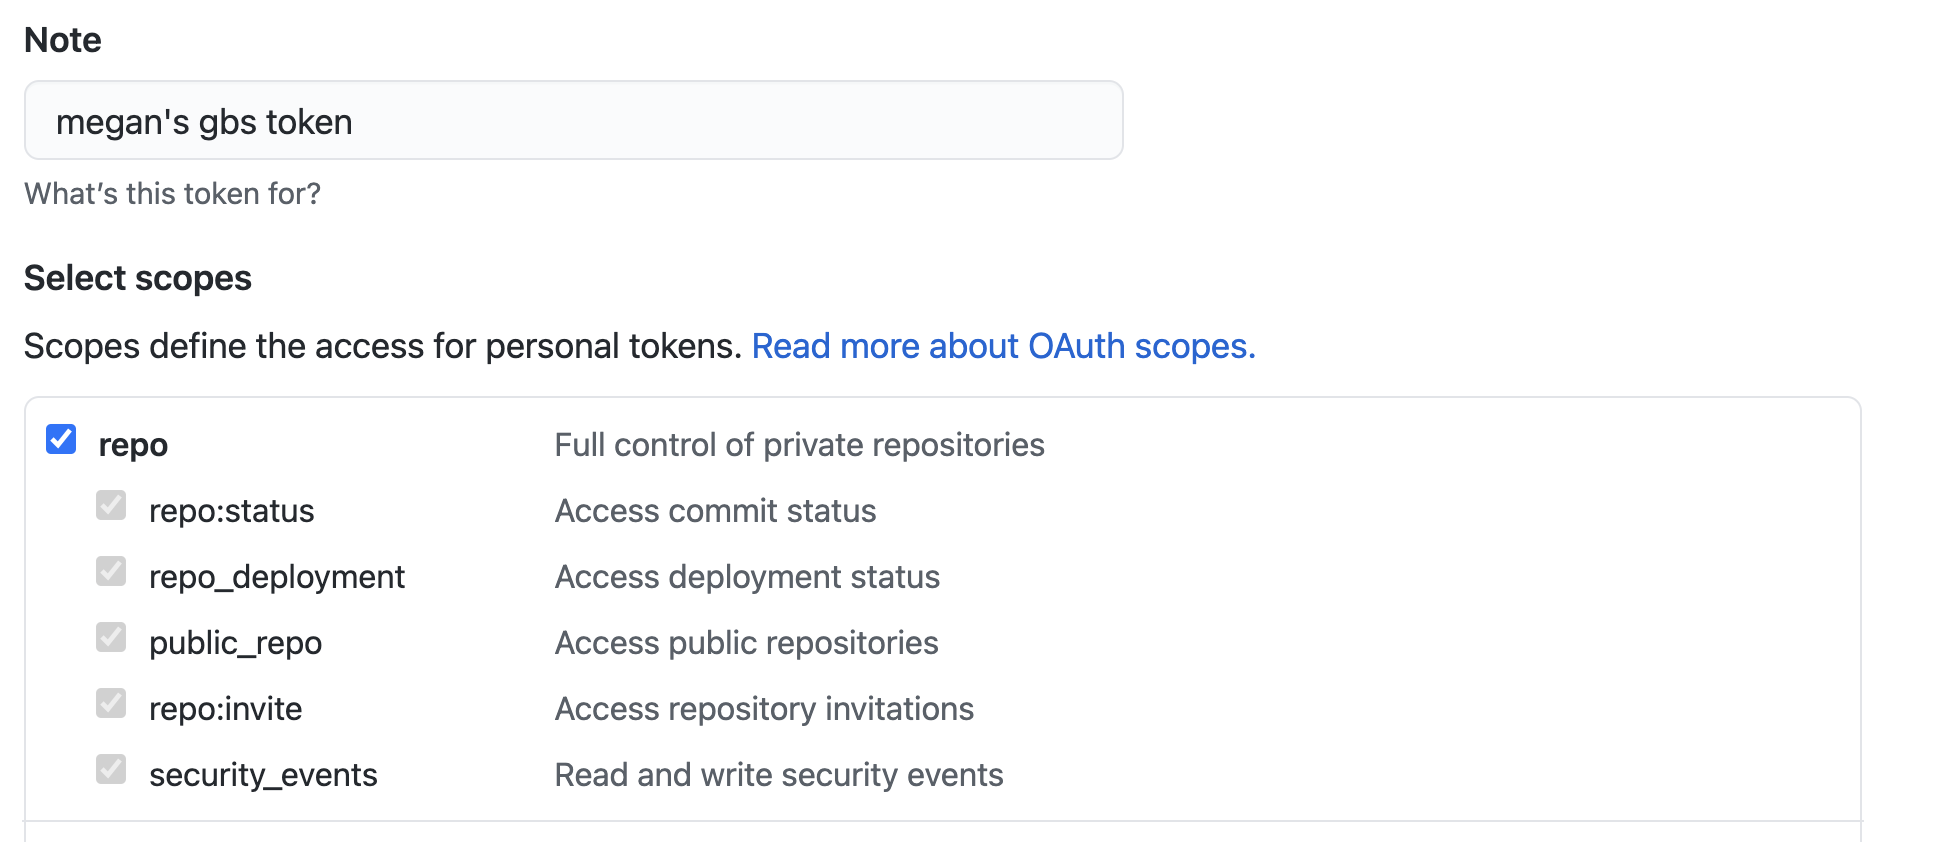 Note
megan's gbs token
What's this token for?
Select scopes
Scopes define the access for personal tokens. Read more about OAuth scopes.
repo Full control of private repositories
repo:status Access commit status
repo_deployment Access deployment status
public_repo Access public repositories
repo:invite Access repository invitations
security_events Read and write security events